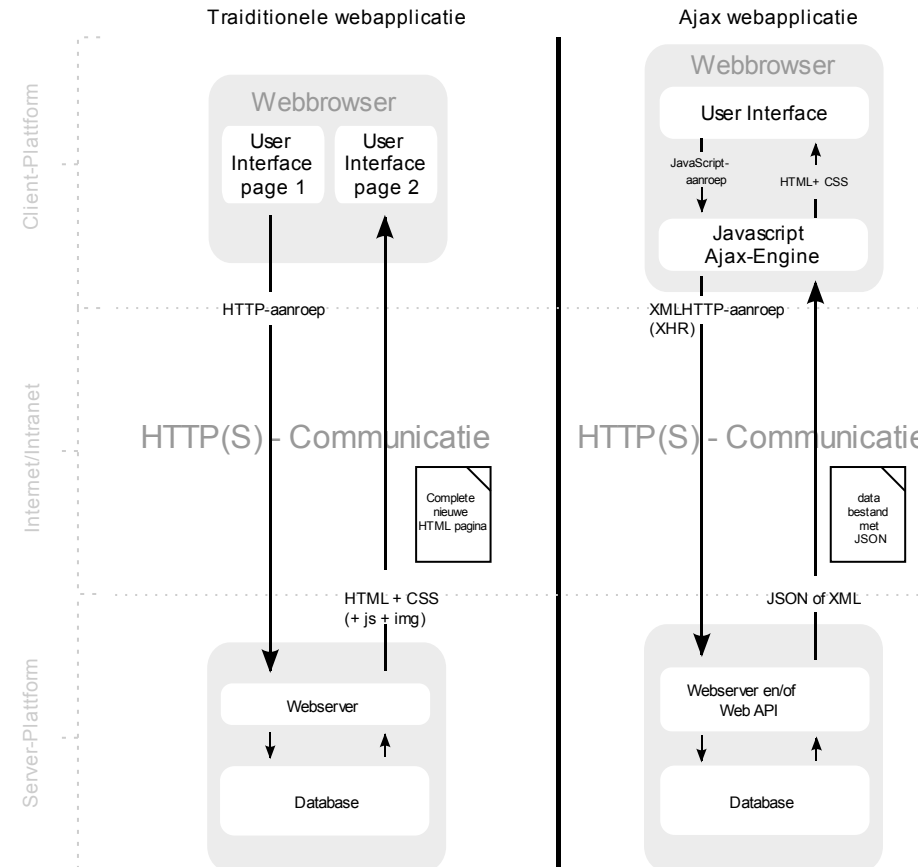 Traiditionele webapplicatie
Ajax webapplicatie
Client-Plattform
Internet/Intranet
Server-Plattform
Webbrowser
User
Interface
page 1
User
Interface
page 2
HTTP-aanroep
HTTP(S) - Communicatie
Complete
nieuwe
HTML pagina
HTML + CSS
(+ js + img)
Webserver
Database
Webbrowser
User Interface
JavaScript-
aanroep
HTML+ CSS
Javascript
Ajax-Engine
XMLHTTP-aanroep
(XHR)
HTTP(S) - Communicatie
data
bestand
met
JSON
JSON of XML
Webserver en/of
Web API
Database